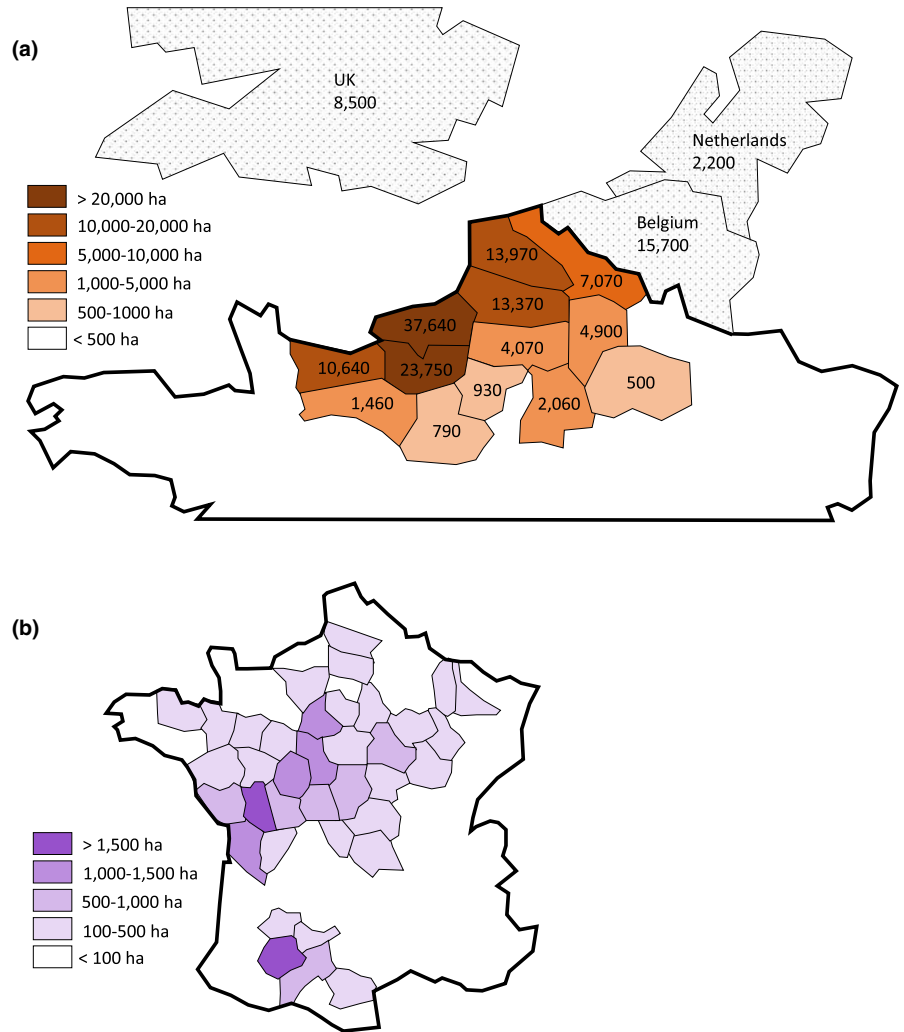 (a)
UK
8,500
Netherlands
2,200
Belgium
15,700
> 20,000 ha
10,000-20,000 ha
5,000-10,000 ha
1,000-5,000 ha
500-1000 ha
< 500 ha
13,970
7,070
13,370
37,640
4,900
4,070
10,640
23,750
930
500
1,460
2,060
790
(b)
> 1,500 ha
1,000-1,500 ha
500-1,000 ha
100-500 ha
< 100 ha